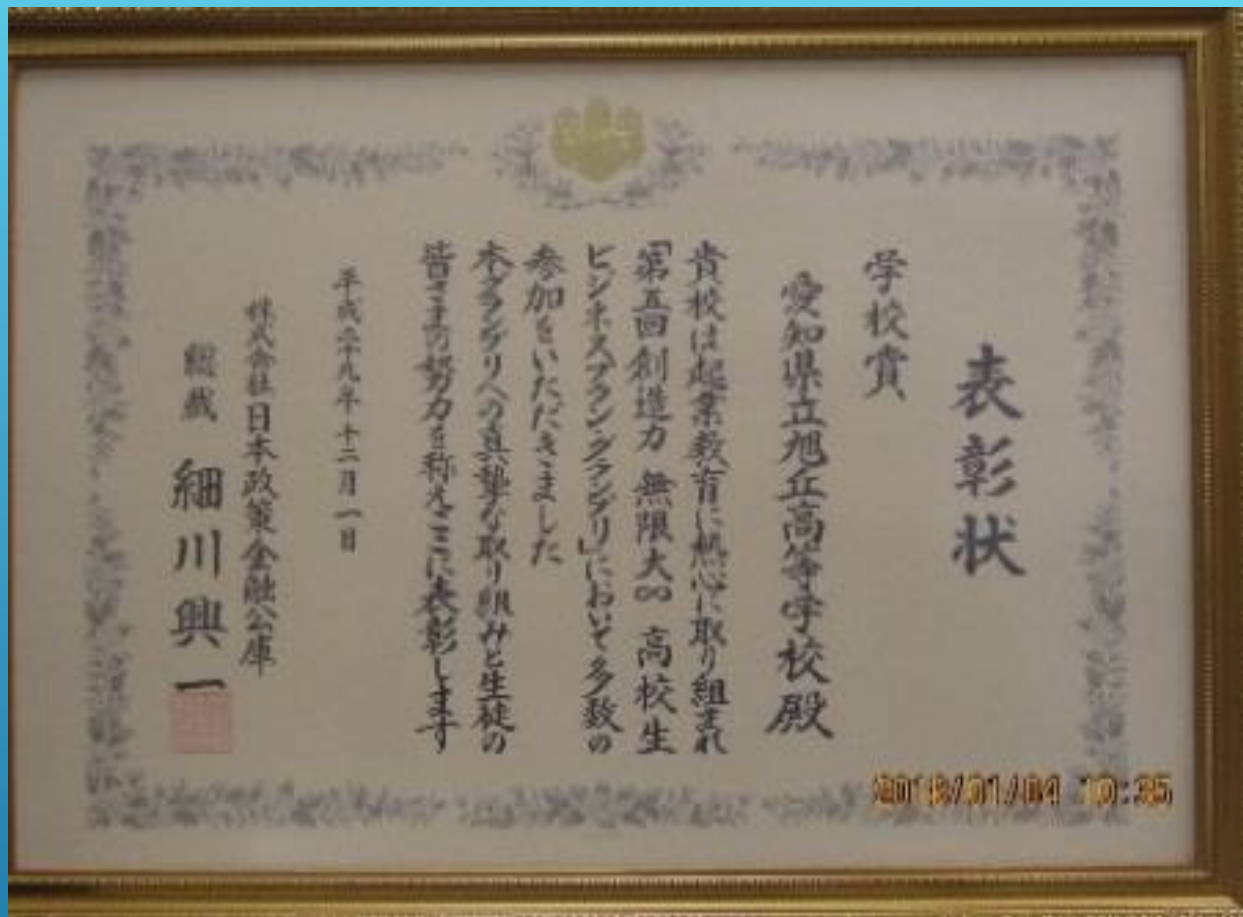 表彰状
学校賞
愛知県立旭丘高等学校殿
貴校は起業教育に熱心に取り組まれ
「第五回創造力 無限大∞ 高校生
ビジネスプラン・グランプリ」において多数の
参加をいただきました
本グランプリへの真摯な取り組みと生徒の
皆さまの努力を称えここに表彰します
平成二十九年十二月一日
株式会社日本政策金融公庫
総裁 細川興一
2018/01/04 10:35